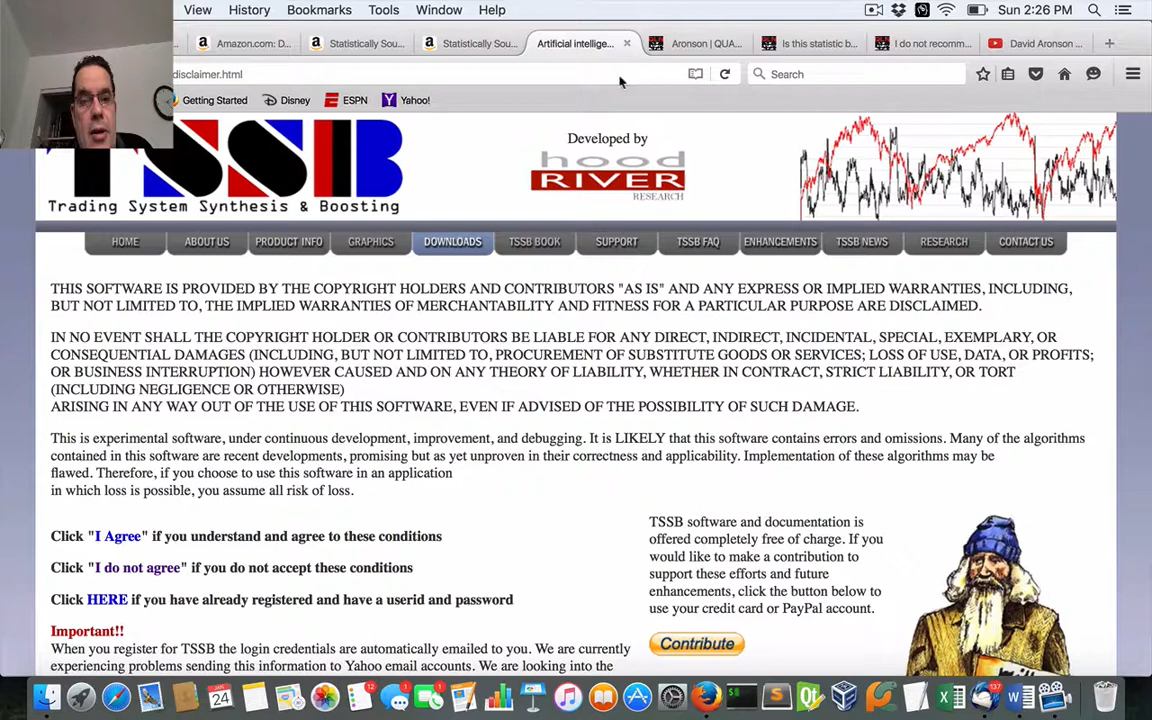 View History Bookmarks Tools Window Help
Sun 2:26 PM
Amazon.com: D...
Statistically Sou...
Statistically Sou...
Artificial intellige...
Aronson | QUA...
Is this statistic b...
I do not recomm...
David Aronson ...
disclaimer.html
Search
Getting Started
Disney
ESPN
Yahoo!
TSSB
Trading System Synthesis & Boosting
Developed by
hood
RIVER
RESEARCH
HOME ABOUT US PRODUCT INFO GRAPHICS DOWNLOADS TSSB BOOK SUPPORT TSSB FAQ ENHANCEMENTS TSSB NEWS RESEARCH CONTACT US
THIS SOFTWARE IS PROVIDED BY THE COPYRIGHT HOLDERS AND CONTRIBUTORS "AS IS" AND ANY EXPRESS OR IMPLIED WARRANTIES, INCLUDING,
BUT NOT LIMITED TO, THE IMPLIED WARRANTIES OF MERCHANTABILITY AND FITNESS FOR A PARTICULAR PURPOSE ARE DISCLAIMED.
IN NO EVENT SHALL THE COPYRIGHT HOLDER OR CONTRIBUTORS BE LIABLE FOR ANY DIRECT, INDIRECT, INCIDENTAL, SPECIAL, EXEMPLARY, OR
CONSEQUENTIAL DAMAGES (INCLUDING, BUT NOT LIMITED TO, PROCUREMENT OF SUBSTITUTE GOODS OR SERVICES; LOSS OF USE, DATA, OR PROFITS;
OR BUSINESS INTERRUPTION) HOWEVER CAUSED AND ON ANY THEORY OF LIABILITY, WHETHER IN CONTRACT, STRICT LIABILITY, OR TORT
(INCLUDING NEGLIGENCE OR OTHERWISE)
ARISING IN ANY WAY OUT OF THE USE OF THIS SOFTWARE, EVEN IF ADVISED OF THE POSSIBILITY OF SUCH DAMAGE.
This is experimental software, under continuous development, improvement, and debugging. It is LIKELY that this software contains errors and omissions. Many of the algorithms
contained in this software are recent developments, promising but as yet unproven in their correctness and applicability. Implementation of these algorithms may be
flawed. Therefore, if you choose to use this software in an application
in which loss is possible, you assume all risk of loss.
Click "I Agree" if you understand and agree to these conditions
Click "I do not agree" if you do not accept these conditions
Click HERE if you have already registered and have a userid and password
Important!!
When you register for TSSB the login credentials are automatically emailed to you. We are currently
experiencing problems sending this information to Yahoo email accounts. We are looking into the
TSSB software and documentation is
offered completely free of charge. If you
would like to make a contribution to
support these efforts and future
enhancements, click the button below to
use your credit card or PayPal account.
Contribute